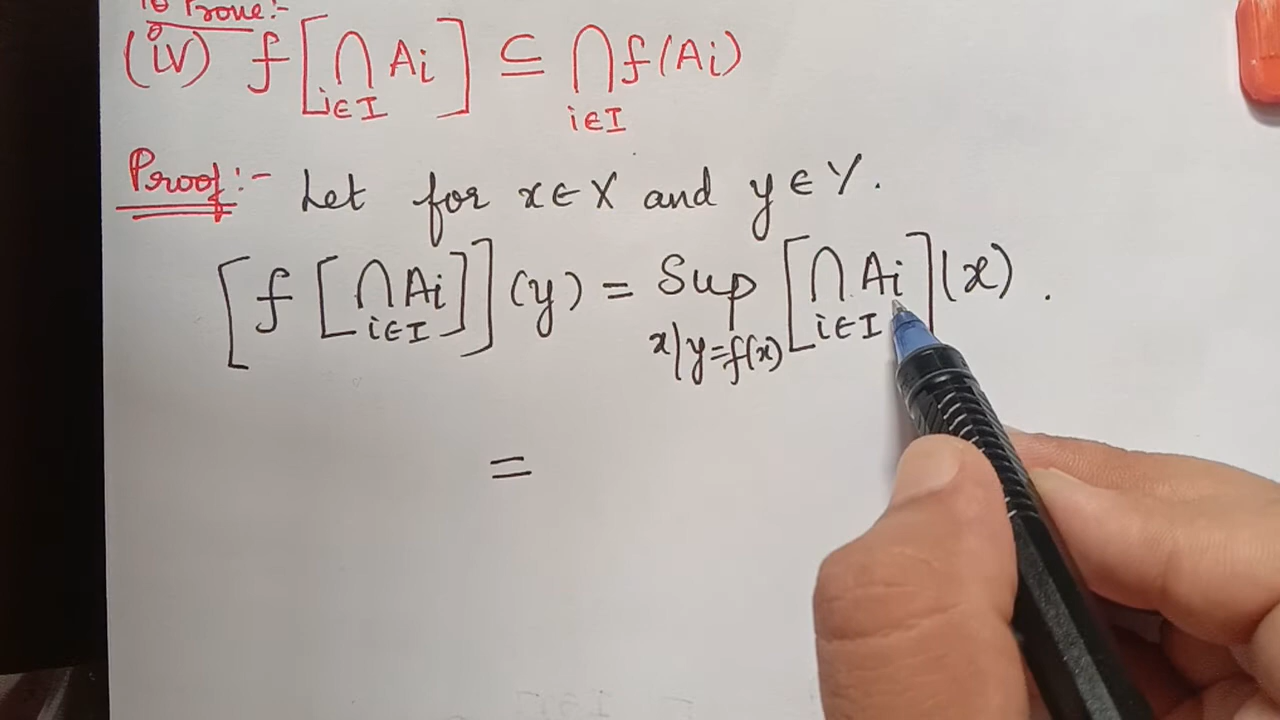 To Prove:-
(iv) f[⋂_{i∈I} Ai] ⊆ ⋂_{i∈I} f(Ai)
Proof:- Let for x∈X and y∈Y.
[f[⋂_{i∈I} Ai]](y) = Sup_{x|y=f(x)} [⋂_{i∈I} Ai](x).
=